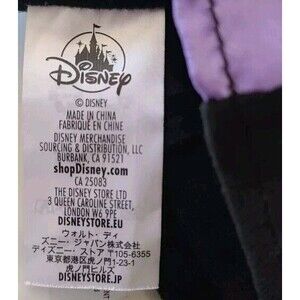 Disney
© DISNEY
MADE IN CHINA
FABRIQUÉ EN CHINE
DISNEY MERCHANDISE
SOURCING & DISTRIBUTION, LLC
BURBANK, CA 91521
shopDisney.com
CA 25083
THE DISNEY STORE LTD
3 QUEEN CAROLINE STREET,
LONDON W6 9PE
DISNEYSTORE.EU
ウォルト・ディ
ズニー・ジャパン株式会社
ディズニー・ストア 〒105-6355
東京都港区虎ノ門1-23-1
虎ノ門ヒルズ
DISNEYSTORE.JP